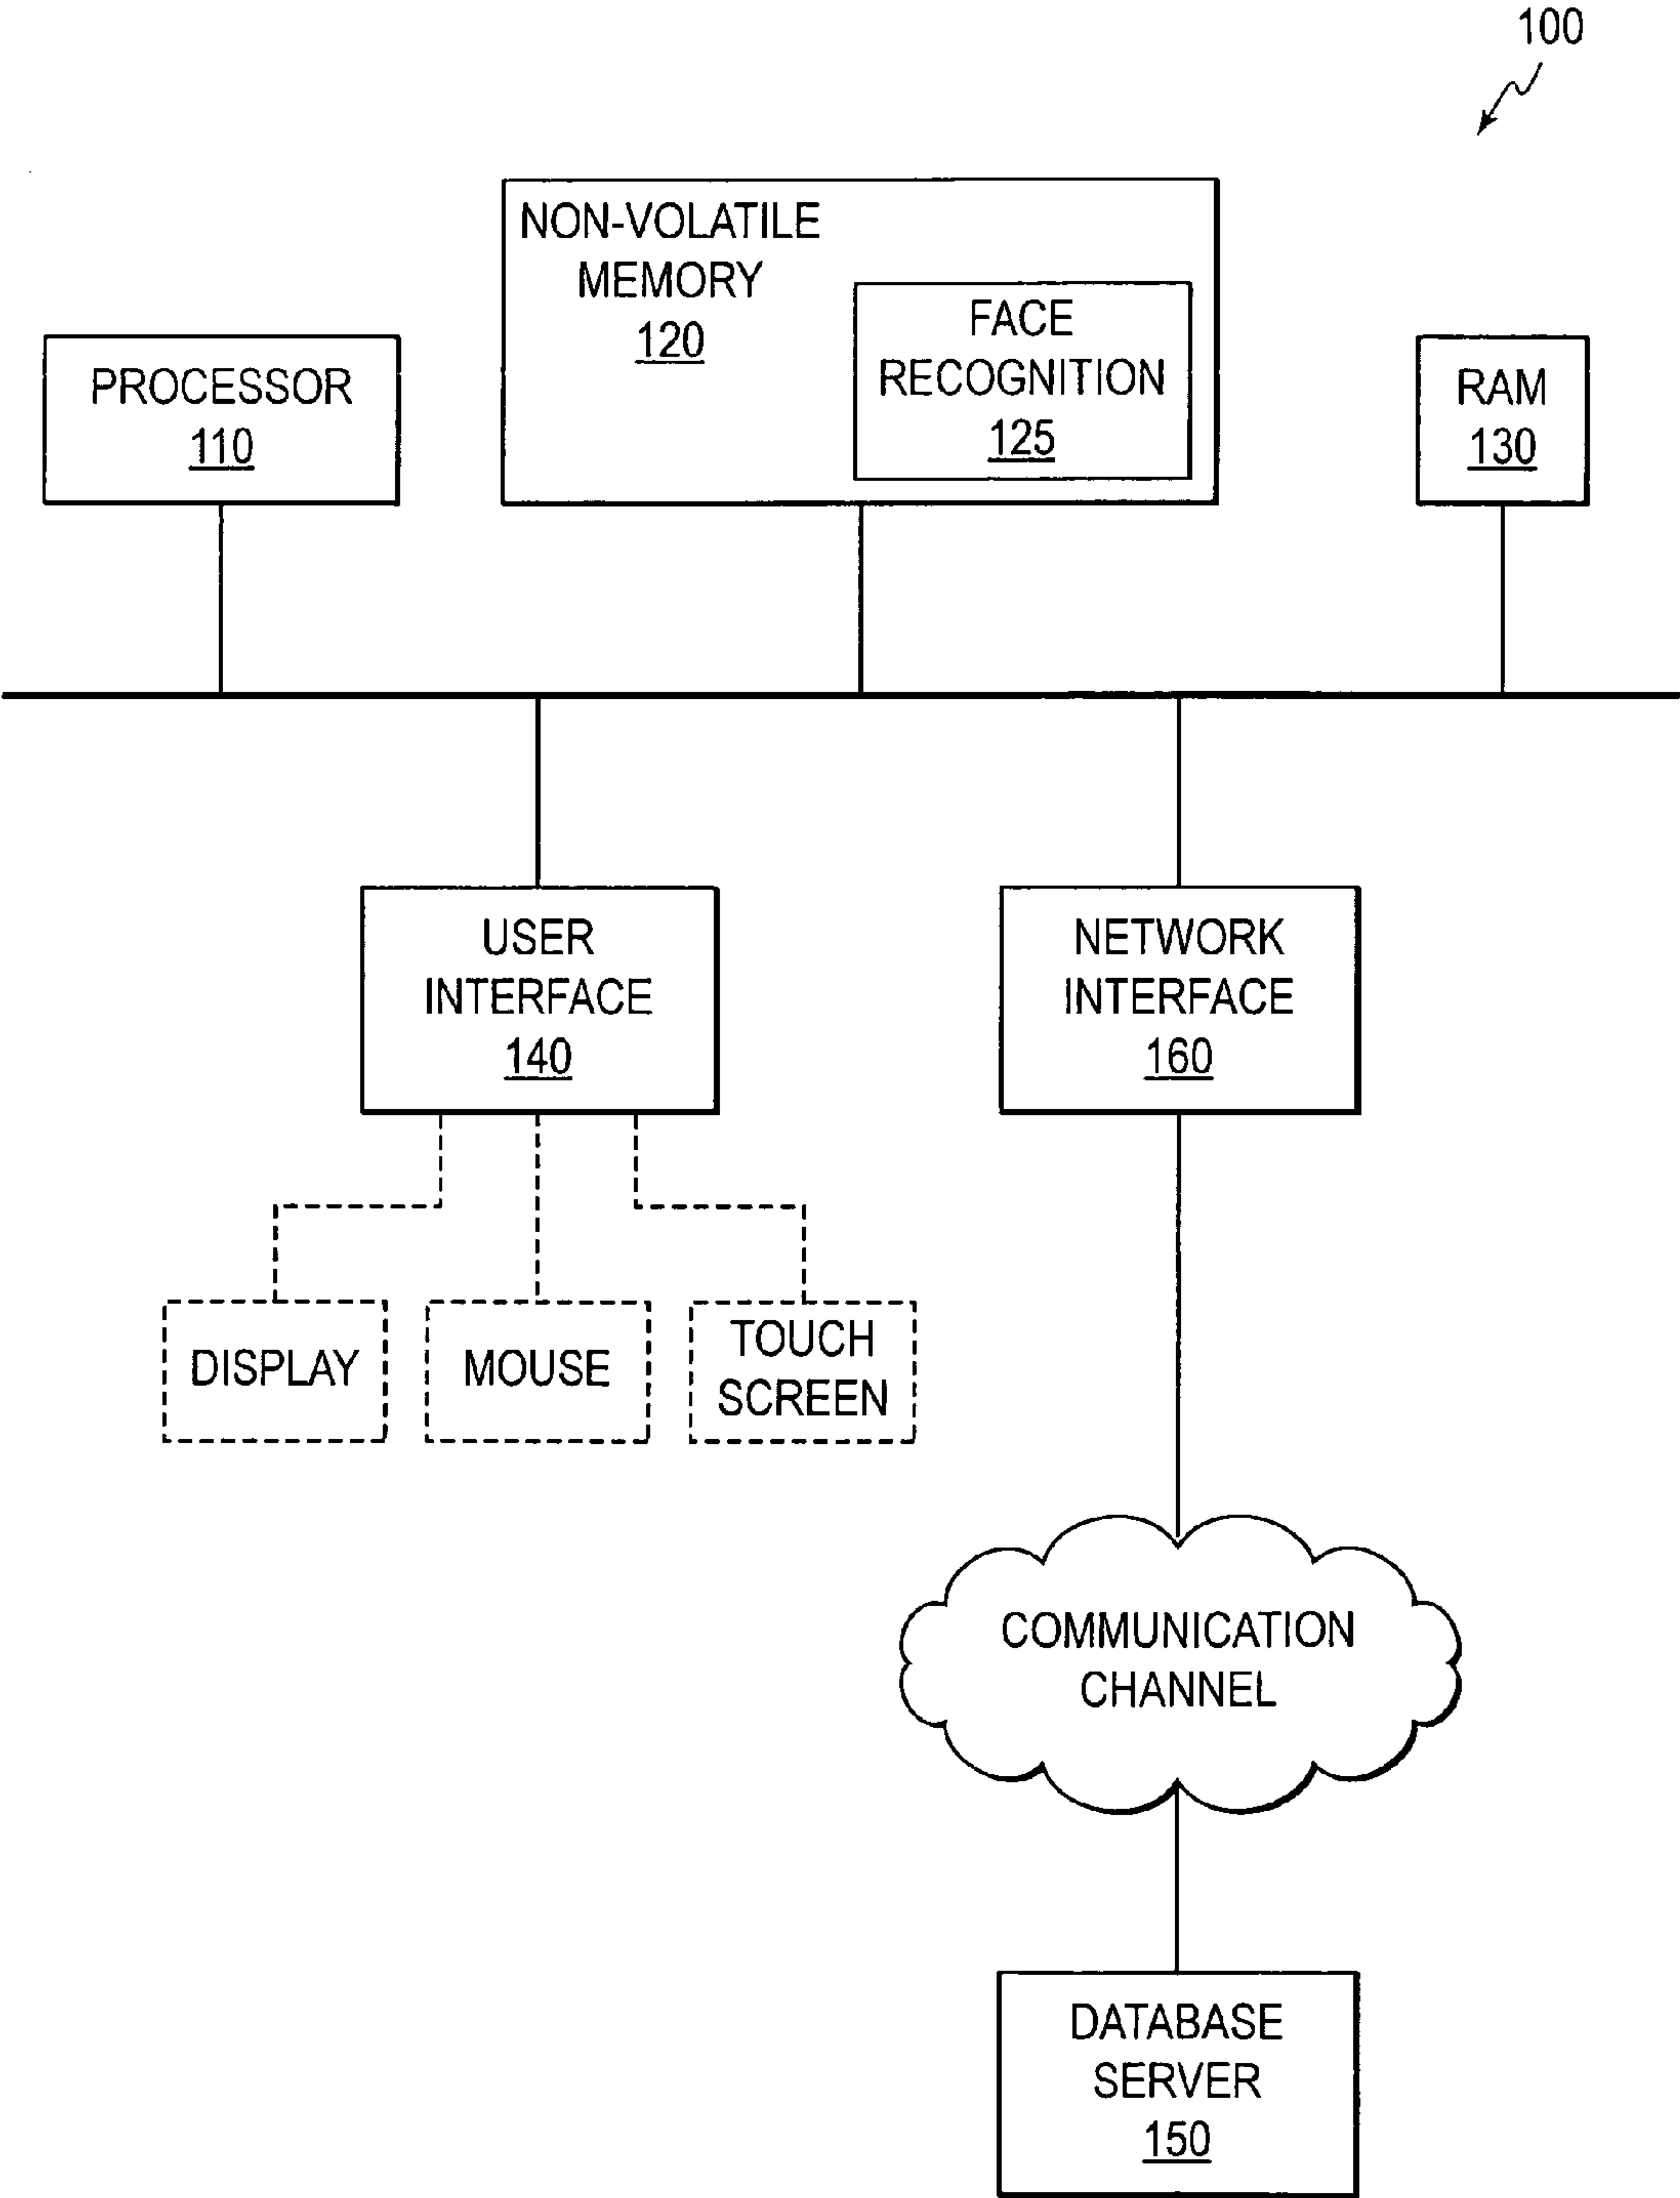 100
NON-VOLATILE
MEMORY
120
FACE
RECOGNITION
125
PROCESSOR
110
RAM
130
USER
INTERFACE
140
NETWORK
INTERFACE
160
DISPLAY
MOUSE
TOUCH
SCREEN
COMMUNICATION
CHANNEL
DATABASE
SERVER
150